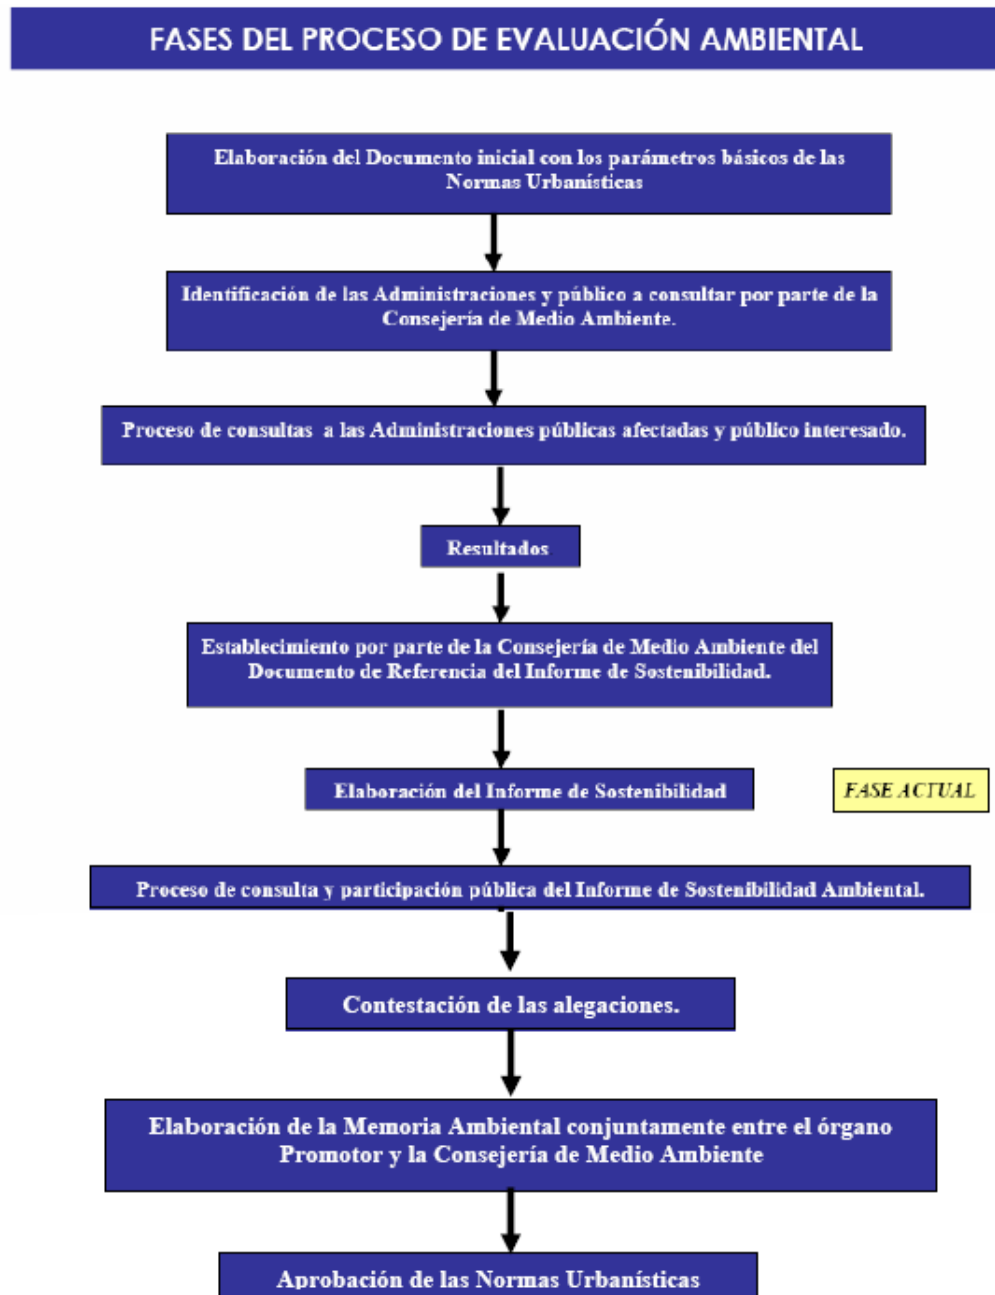 FASES DEL PROCESO DE EVALUACIÓN AMBIENTAL
Elaboración del Documento inicial con los parámetros básicos de las
Normas Urbanísticas
Identificación de las Administraciones y público a consultar por parte de la
Consejería de Medio Ambiente.
Proceso de consultas a las Administraciones públicas afectadas y público interesado.
Resultados
Establecimiento por parte de la Consejería de Medio Ambiente del
Documento de Referencia del Informe de Sostenibilidad.
Elaboración del Informe de Sostenibilidad
FASE ACTUAL
Proceso de consulta y participación pública del Informe de Sostenibilidad Ambiental.
Contestación de las alegaciones.
Elaboración de la Memoria Ambiental conjuntamente entre el órgano
Promotor y la Consejería de Medio Ambiente
Aprobación de las Normas Urbanísticas